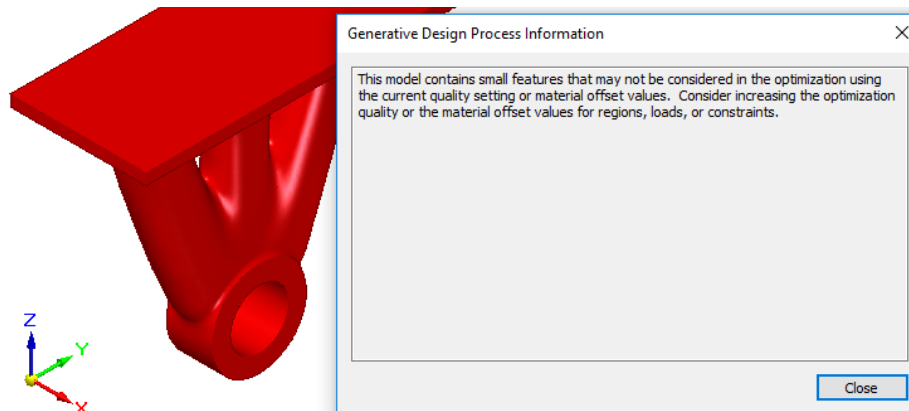 Generative Design Process Information
This model contains small features that may not be considered in the optimization using
the current quality setting or material offset values.  Consider increasing the optimization
quality or the material offset values for regions, loads, or constraints.
Z
Y
X
Close